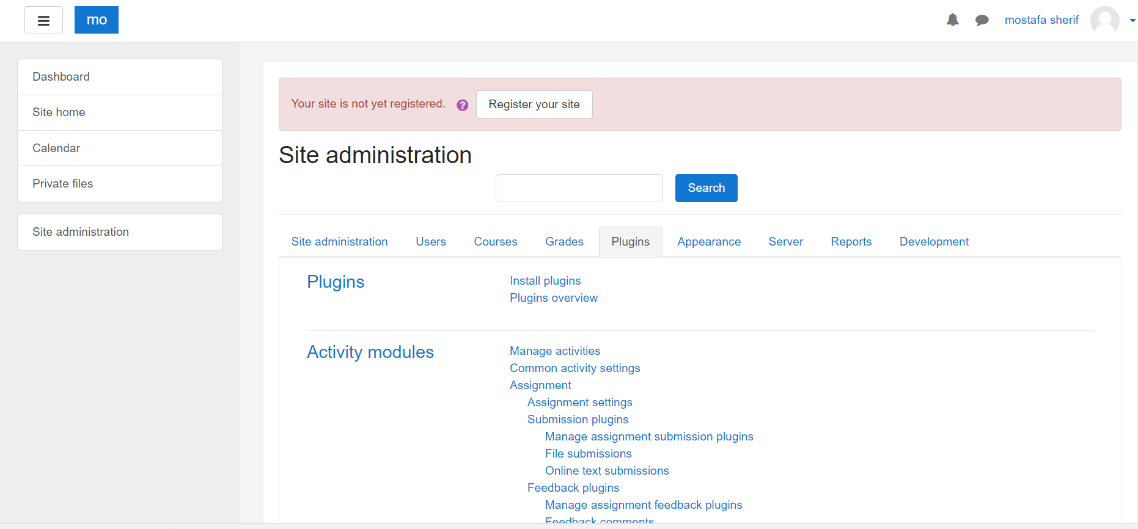 mo
mostafa sherif
Dashboard
Site home
Calendar
Private files
Site administration
Your site is not yet registered. ? Register your site
Site administration
Search
Site administration Users Courses Grades Plugins Appearance Server Reports Development
Plugins
Install plugins
Plugins overview
Activity modules
Manage activities
Common activity settings
Assignment
Assignment settings
Submission plugins
Manage assignment submission plugins
File submissions
Online text submissions
Feedback plugins
Manage assignment feedback plugins
Feedback comments